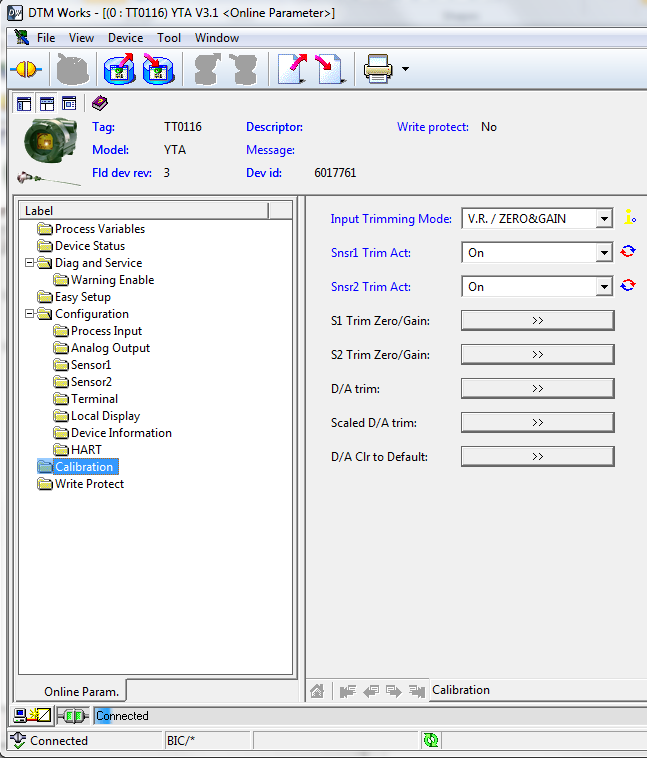 DTM Works - [(0 : TT0116) YTA V3.1 <Online Parameter>]
File View Device Tool Window
Tag: TT0116 Descriptor: Write protect: No
Model: YTA Message:
Fld dev rev: 3 Dev id: 6017761
Label
Process Variables
Device Status
Diag and Service
Warning Enable
Easy Setup
Configuration
Process Input
Analog Output
Sensor1
Sensor2
Terminal
Local Display
Device Information
HART
Calibration
Write Protect
Online Param.
Input Trimming Mode: V.R. / ZERO&GAIN
Snsr1 Trim Act: On
Snsr2 Trim Act: On
S1 Trim Zero/Gain: >>
S2 Trim Zero/Gain: >>
D/A trim: >>
Scaled D/A trim: >>
D/A Clr to Default: >>
Calibration
Connected
Connected BIC/*